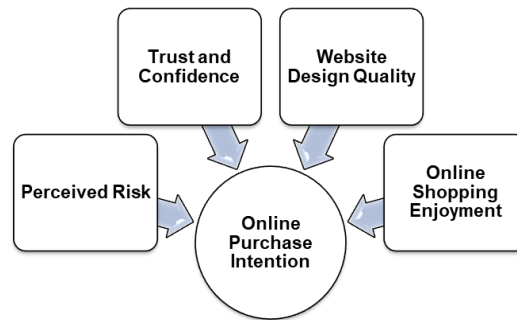 Trust and
Confidence
Website
Design Quality
Perceived Risk
Online
Shopping
Enjoyment
Online
Purchase
Intention